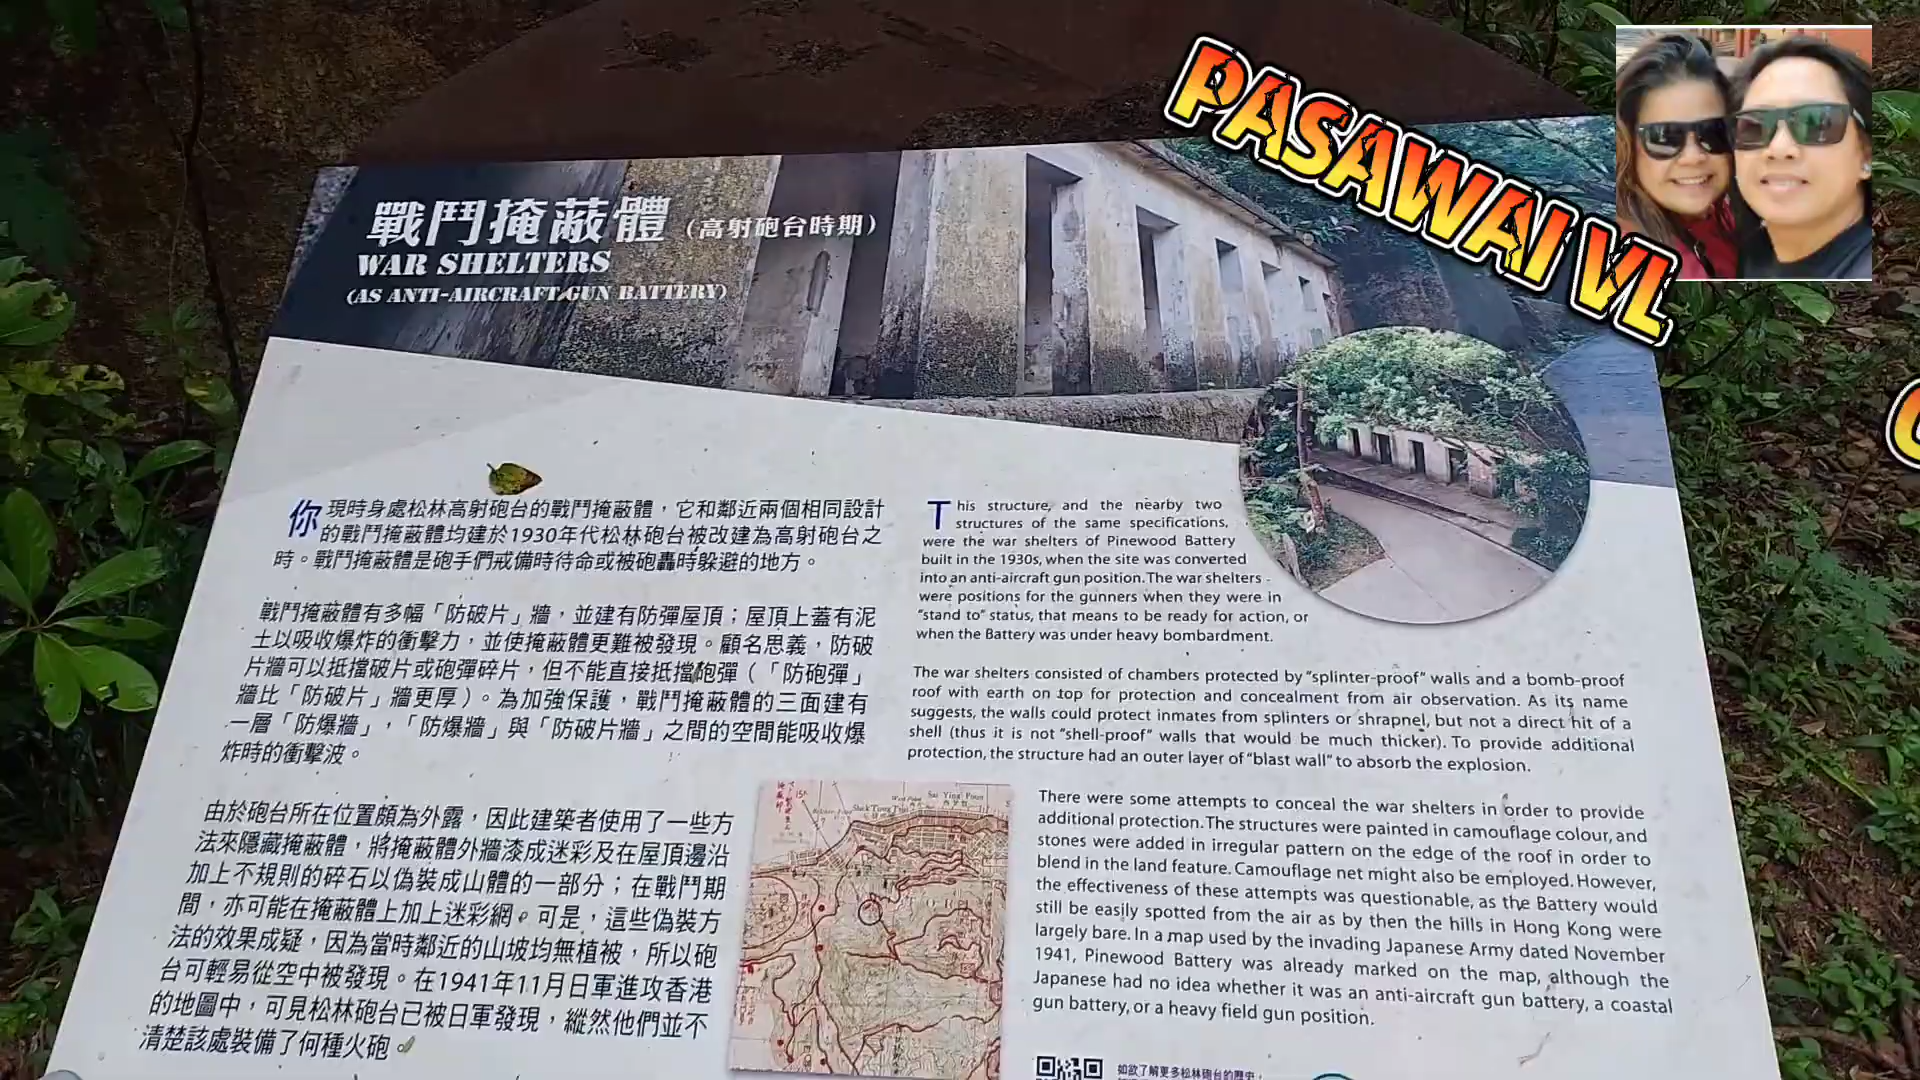 PASAWAI VL
戰鬥掩蔽體（高射砲台時期）
WAR SHELTERS
(AS ANTI-AIRCRAFT GUN BATTERY)
你現時身處松林高射砲台的戰鬥掩蔽體，它和鄰近兩個相同設計
的戰鬥掩蔽體均建於1930年代松林砲台被改建為高射砲台之
時。戰鬥掩蔽體是砲手們戒備時待命或被砲轟時躲避的地方。
戰鬥掩蔽體有多幅「防破片」牆，並建有防彈屋頂；屋頂上蓋有泥
土以吸收爆炸的衝擊力，並使掩蔽體更難被發現。顧名思義，防破
片牆可以抵擋破片或砲彈碎片，但不能直接抵擋砲彈（「防砲彈」
牆比「防破片」牆更厚）。為加強保護，戰鬥掩蔽體的三面建有
一層「防爆牆」，「防爆牆」與「防破片牆」之間的空間能吸收爆
炸時的衝擊波。
由於砲台所在位置頗為外露，因此建築者使用了一些方
法來隱藏掩蔽體，將掩蔽體外牆漆成迷彩及在屋頂邊沿
加上不規則的碎石以偽裝成山體的一部分；在戰鬥期
間，亦可能在掩蔽體上加上迷彩網。可是，這些偽裝方
法的效果成疑，因為當時鄰近的山坡均無植被，所以砲
台可輕易從空中被發現。在1941年11月日軍進攻香港
的地圖中，可見松林砲台已被日軍發現，縱然他們並不
清楚該處裝備了何種火砲。
This structure, and the nearby two
structures of the same specifications,
were the war shelters of Pinewood Battery
built in the 1930s, when the site was converted
into an anti-aircraft gun position. The war shelters
were positions for the gunners when they were in
"stand to" status, that means to be ready for action, or
when the Battery was under heavy bombardment.
The war shelters consisted of chambers protected by "splinter-proof" walls and a bomb-proof
roof with earth on top for protection and concealment from air observation. As its name
suggests, the walls could protect inmates from splinters or shrapnel, but not a direct hit of a
shell (thus it is not "shell-proof" walls that would be much thicker). To provide additional
protection, the structure had an outer layer of "blast wall" to absorb the explosion.
There were some attempts to conceal the war shelters in order to provide
additional protection. The structures were painted in camouflage colour, and
stones were added in irregular pattern on the edge of the roof in order to
blend in the land feature. Camouflage net might also be employed. However,
the effectiveness of these attempts was questionable, as the Battery would
still be easily spotted from the air as by then the hills in Hong Kong were
largely bare. In a map used by the invading Japanese Army dated November
1941, Pinewood Battery was already marked on the map, although the
Japanese had no idea whether it was an anti-aircraft gun battery, a coastal
gun battery, or a heavy field gun position.
Sai Ying Poon
如欲了解更多松林砲台的歷史，